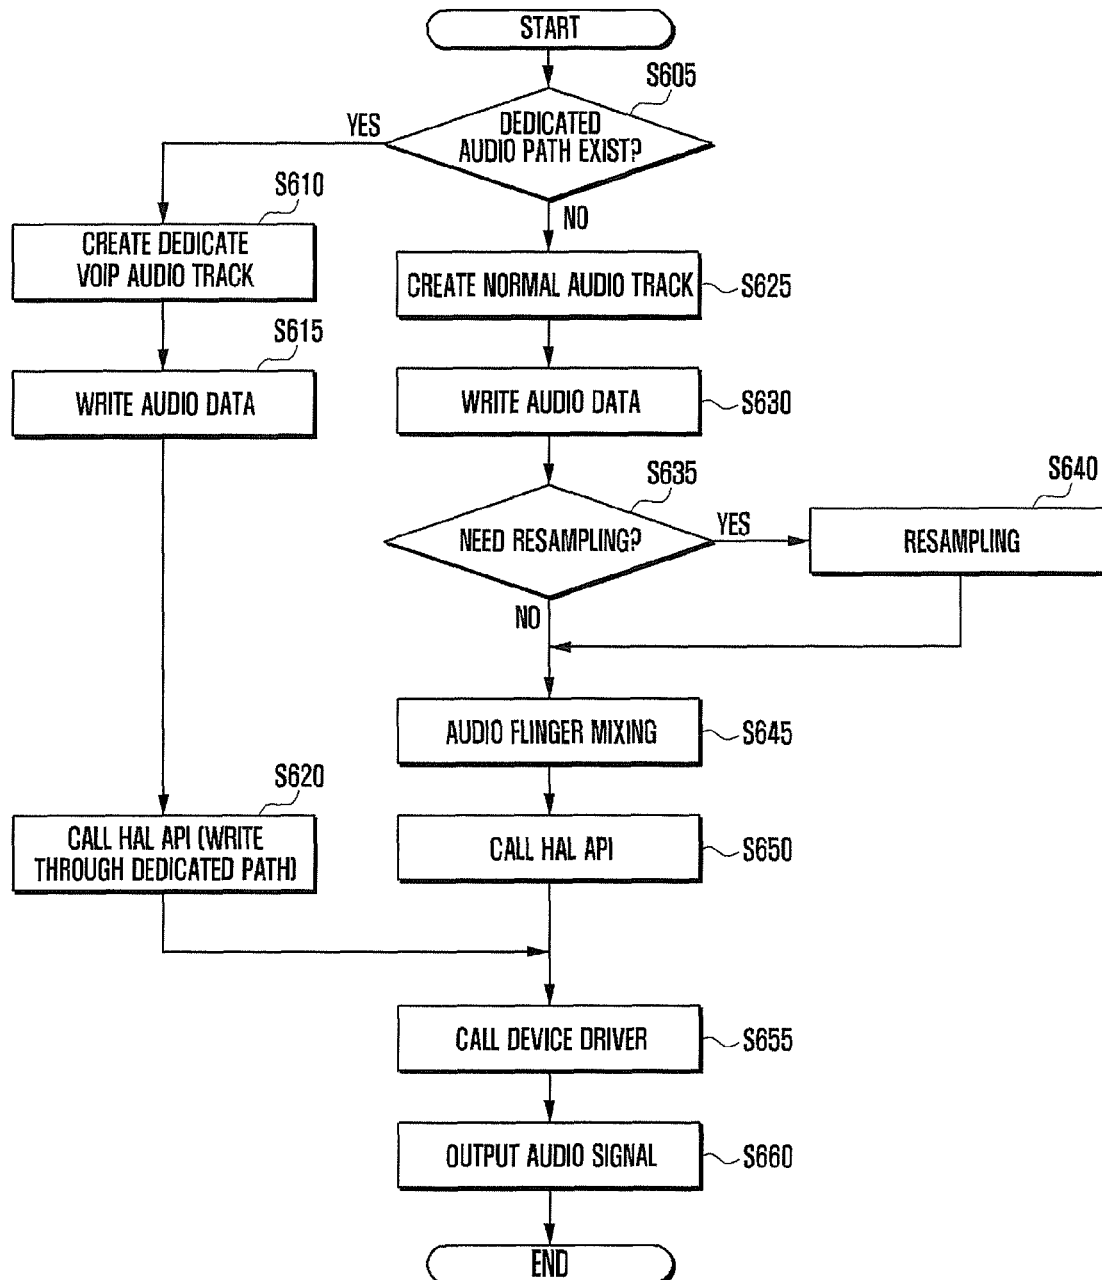 START
S605
DEDICATED
AUDIO PATH EXIST?
YES
NO
S610
CREATE DEDICATE
VOIP AUDIO TRACK
CREATE NORMAL AUDIO TRACK
S625
S615
WRITE AUDIO DATA
WRITE AUDIO DATA
S630
S635
NEED RESAMPLING?
YES
S640
RESAMPLING
NO
AUDIO FLINGER MIXING
S645
S620
CALL HAL API (WRITE
THROUGH DEDICATED PATH)
CALL HAL API
S650
CALL DEVICE DRIVER
S655
OUTPUT AUDIO SIGNAL
S660
END